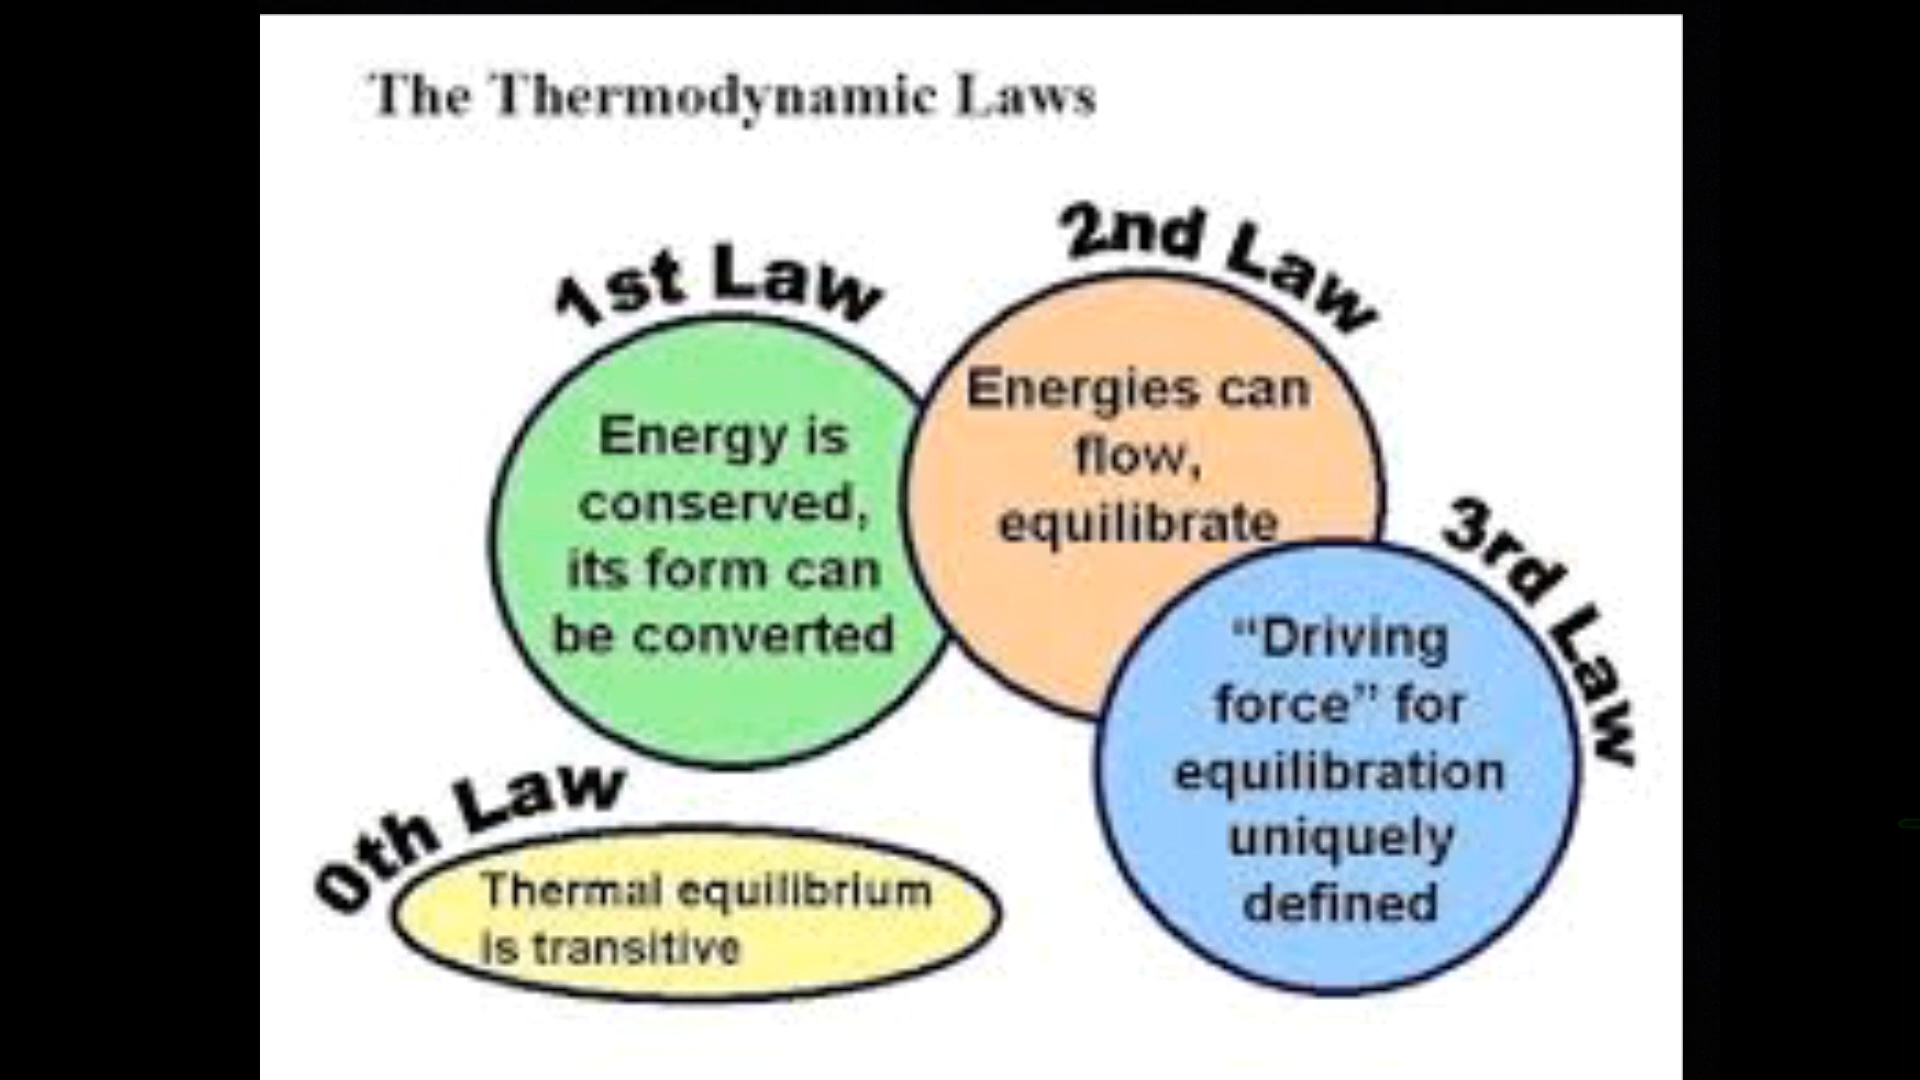 The Thermodynamic Laws
1st Law
Energy is
conserved,
its form can
be converted
2nd Law
Energies can
flow,
equilibrate
3rd Law
“Driving
force” for
equilibration
uniquely
defined
0th Law
Thermal equilibrium
is transitive